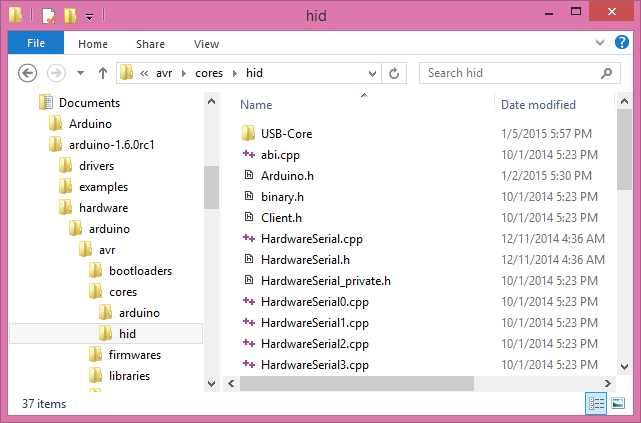 hid
File Home Share View
« avr cores hid Search hid
Documents
Arduino
arduino-1.6.0rc1
drivers
examples
hardware
arduino
avr
bootloaders
cores
arduino
hid
firmwares
libraries
Name Date modified
USB-Core 1/5/2015 5:57 PM
abi.cpp 10/1/2014 5:23 PM
Arduino.h 1/2/2015 5:30 PM
binary.h 10/1/2014 5:23 PM
Client.h 10/1/2014 5:23 PM
HardwareSerial.cpp 12/11/2014 4:36 AM
HardwareSerial.h 12/11/2014 4:36 AM
HardwareSerial_private.h 10/1/2014 5:23 PM
HardwareSerial0.cpp 10/1/2014 5:23 PM
HardwareSerial1.cpp 10/1/2014 5:23 PM
HardwareSerial2.cpp 10/1/2014 5:23 PM
HardwareSerial3.cpp 10/1/2014 5:23 PM
37 items